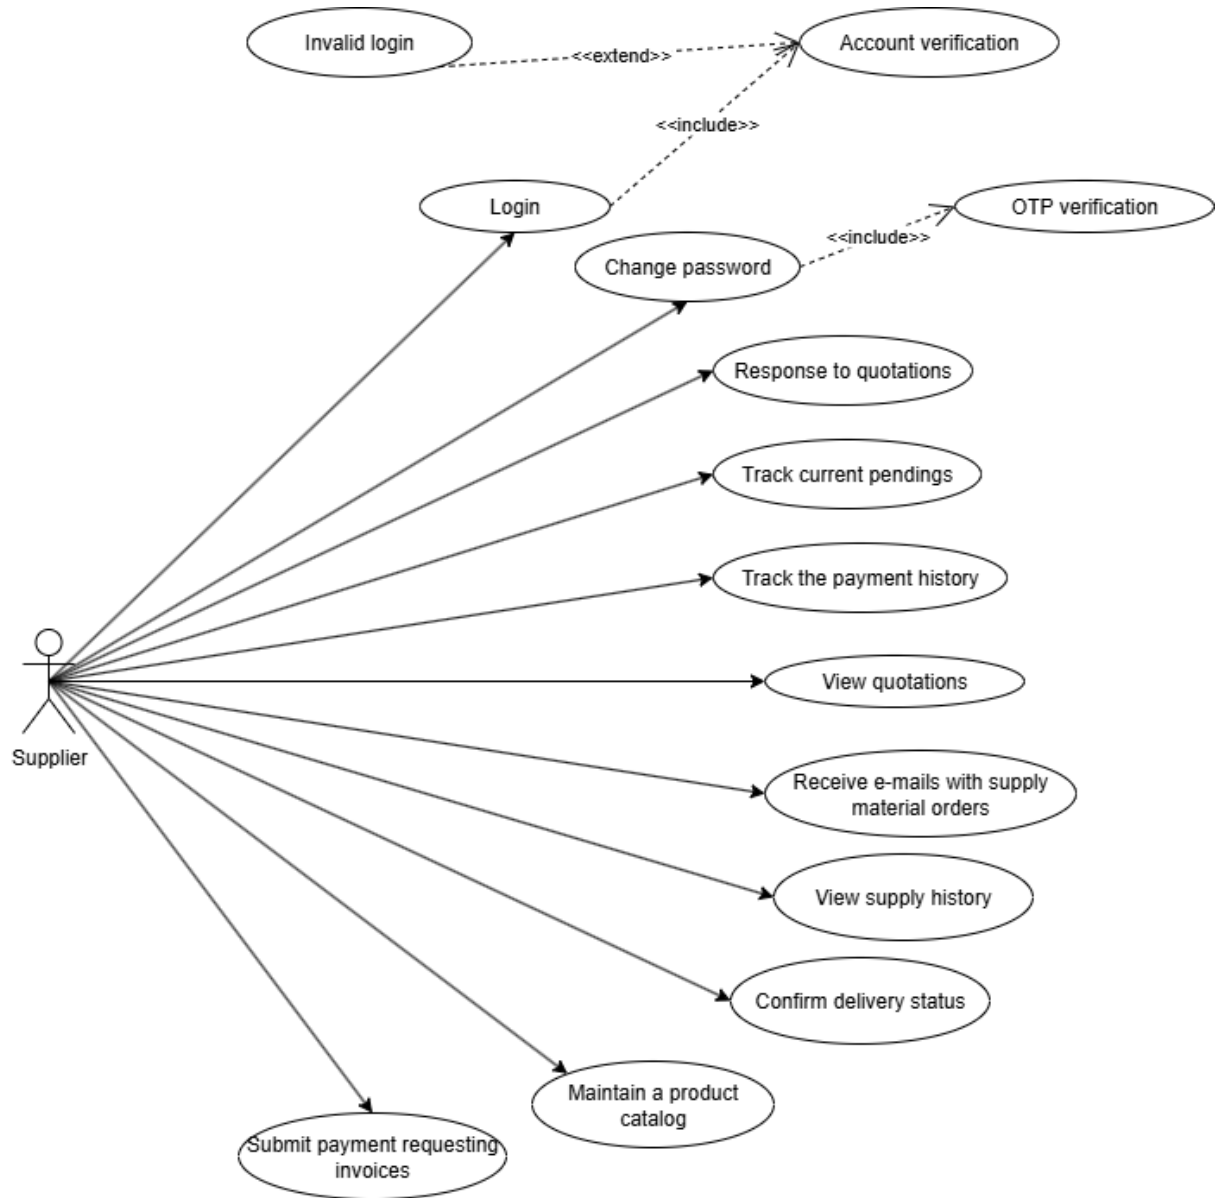 Invalid login
<<extend>>
Account verification
<<include>>
Login
OTP verification
<<include>>
Change password
Response to quotations
Track current pendings
Track the payment history
View quotations
Supplier
Receive e-mails with supply
material orders
View supply history
Confirm delivery status
Maintain a product
catalog
Submit payment requesting
invoices